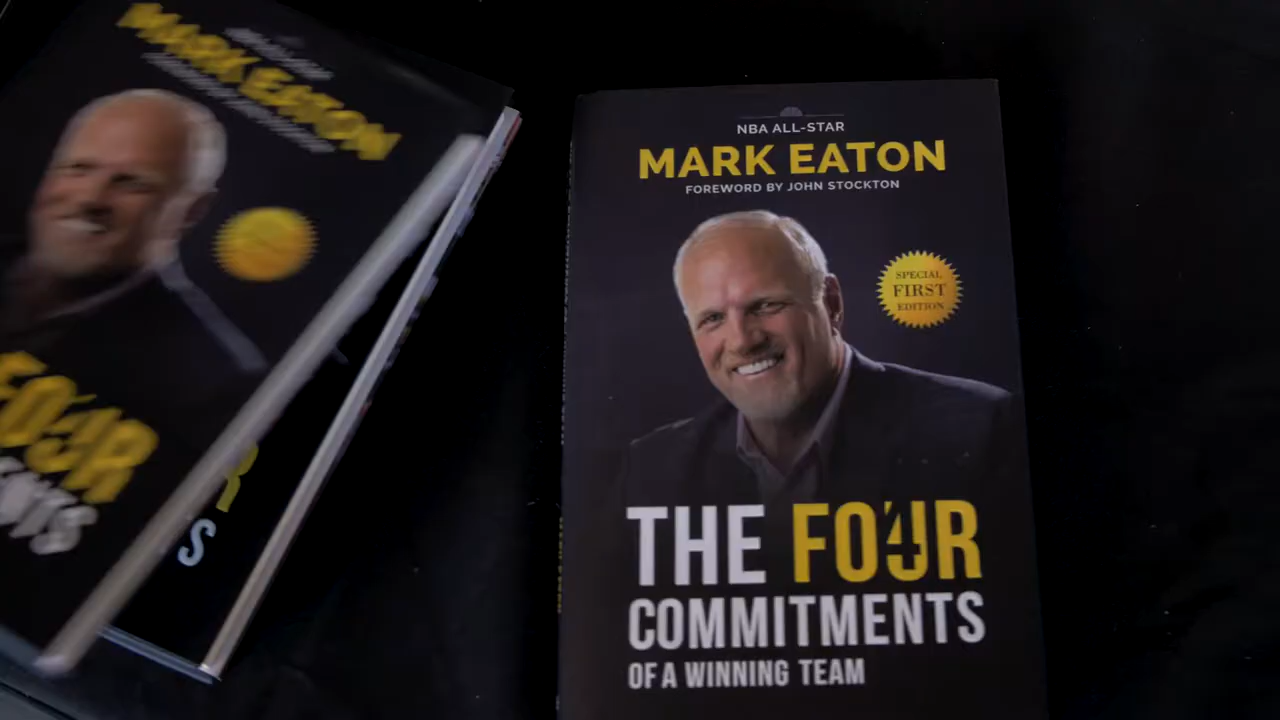 MARK EATON
FOUR
S
NBA ALL-STAR
MARK EATON
FOREWORD BY JOHN STOCKTON
SPECIAL
FIRST
EDITION
THE FOUR
COMMITMENTS
OF A WINNING TEAM